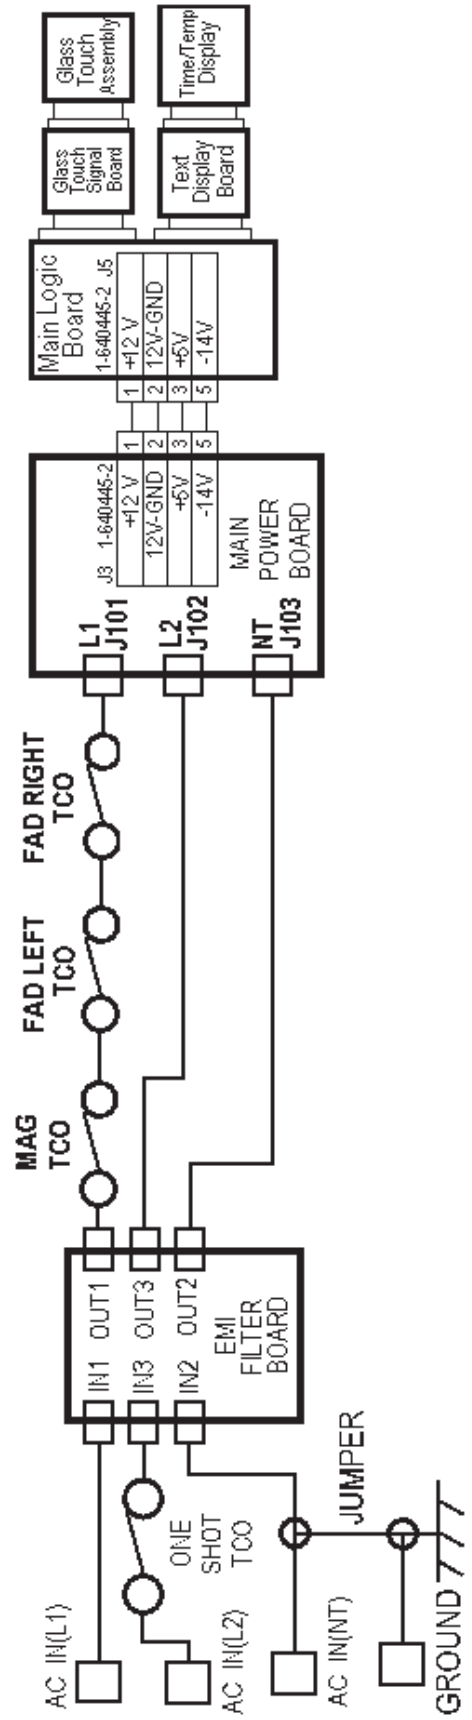 AC IN(L1)
AC IN(L2)
AC IN(NT)
GROUND
ONE
SHOT
TCO
JUMPER
IN1 OUT1
IN3 OUT3
IN2 OUT2
EMI
FILTER
BOARD
MAG
TCO
FAD LEFT
TCO
FAD RIGHT
TCO
L1
J101
L2
J102
NT
J103
J3 1-640445-2
+12 V 1
12V-GND 2
+5V 3
-14V 5
MAIN
POWER
BOARD
Main Logic
Board
1-640445-2 J5
1 +12 V
2 12V-GND
3 +5V
5 -14V
Glass
Touch
Signal
Board
Glass
Touch
Assembly
Text
Display
Board
Time/Temp
Display